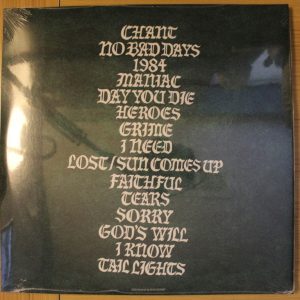 CHANT
NO BAD DAYS
1984
MANIAC
DAY YOU DIE
HEROES
GRIME
I NEED
LOST/SUN COMES UP
FAITHFUL
TEARS
SORRY
GOD'S WILL
I KNOW
TAIL LIGHTS